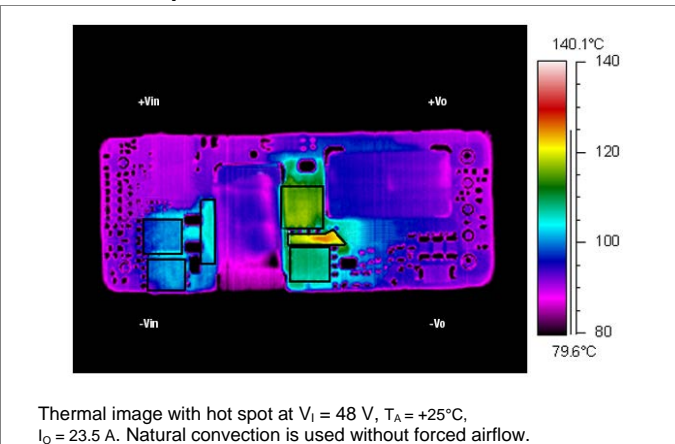 140.1°C
140
+Vin
+Vo
120
100
-Vin
-Vo
80
79.6°C
Thermal image with hot spot at VI = 48 V, TA = +25°C,
IO = 23.5 A. Natural convection is used without forced airflow.